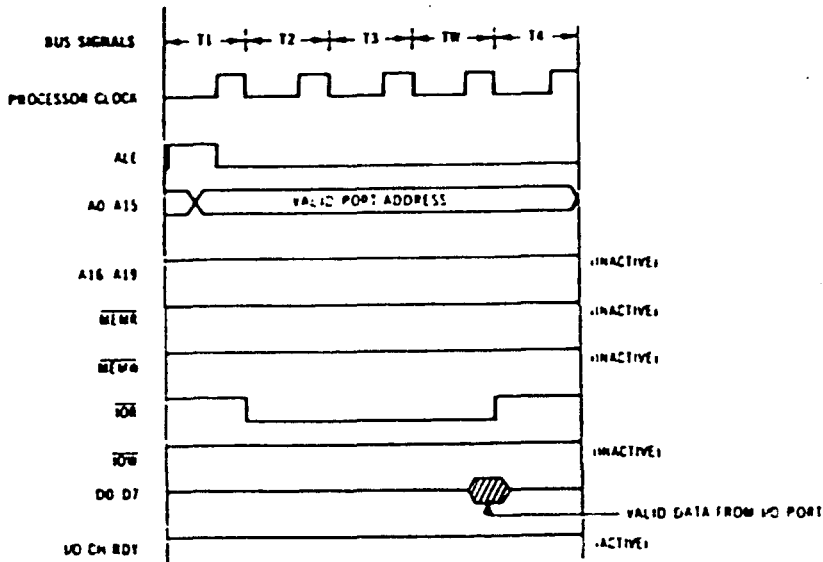 BUS SIGNALS T1 T2 T3 TW T4
PROCESSOR CLOCK
ALE
A0 A15 VALID PORT ADDRESS
A16 A19 (INACTIVE)
MEMR (INACTIVE)
MEMW (INACTIVE)
IOR
IOW (INACTIVE)
D0 D7
VALID DATA FROM I/O PORT
I/O CH RDY (ACTIVE)